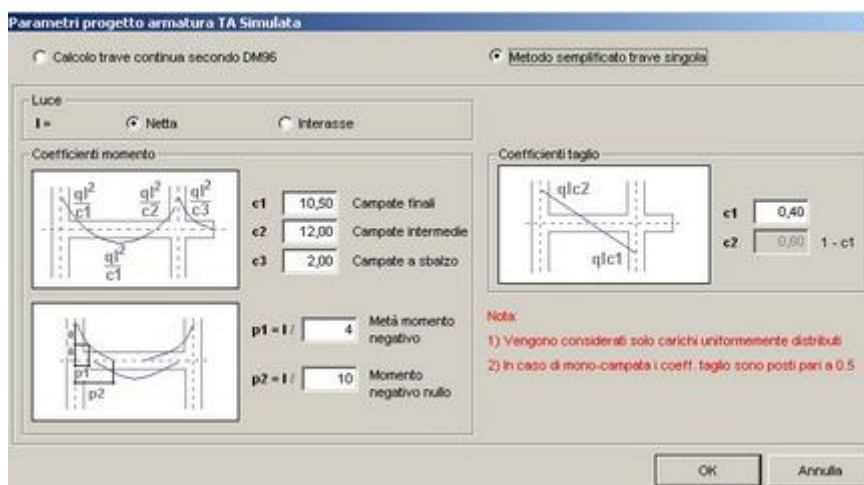 Parametri progetto armatura TA Simulata
Calcolo trave continua secondo DM96
Metodo semplificato trave singola
Luce
l =
Netta
Interasse
Coefficienti momento
ql²
c1
ql²
c2
ql²
c3
ql²
c1
c1 10,50 Campate finali
c2 12,00 Campate intermedie
c3 2,00 Campate a sbalzo
p1
p2
p1 = l / 4 Metà momento
negativo
p2 = l / 10 Momento
negativo nullo
Coefficienti taglio
qlc2
qlc1
c1 0,40
c2 0,60 1 - c1
Nota:
1) Vengono considerati solo carichi uniformemente distributi
2) In caso di mono-campata i coeff. taglio sono posti pari a 0.5
OK
Annulla